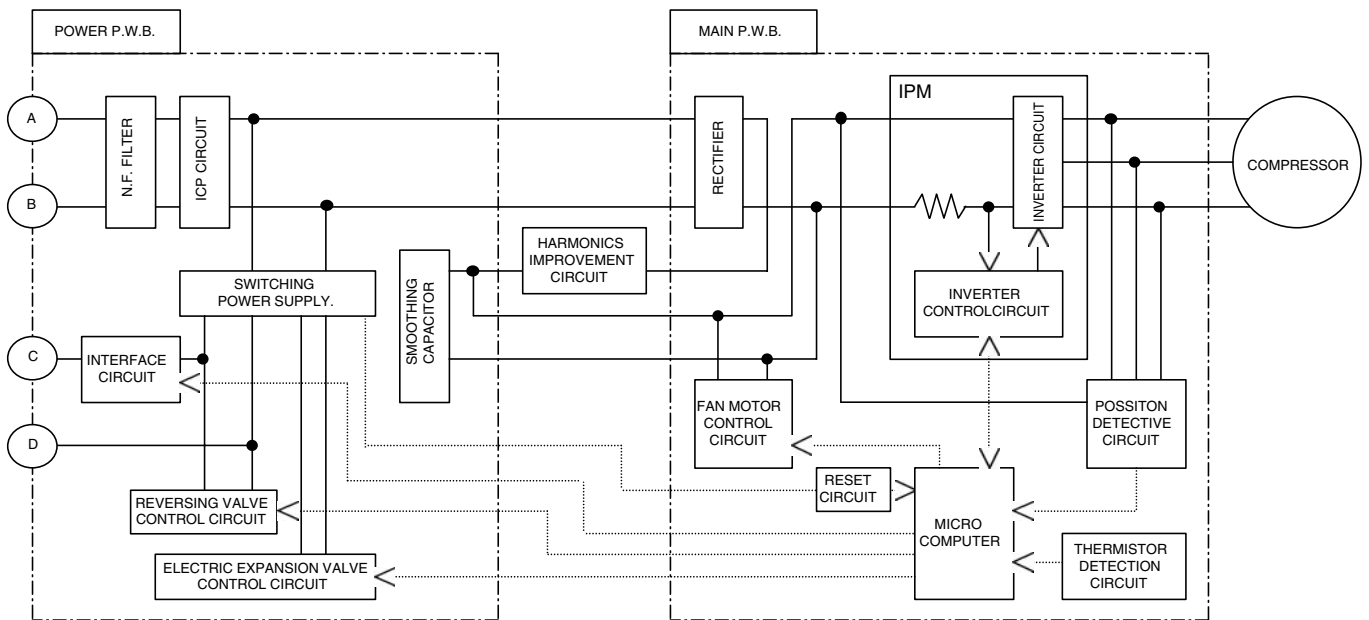 POWER P.W.B.
MAIN P.W.B.
A
B
C
D
N.F. FILTER
ICP CIRCUIT
RECTIFIER
IPM
INVERTER CIRCUIT
COMPRESSOR
SMOOTHING
CAPACITOR
HARMONICS
IMPROVEMENT
CIRCUIT
SWITCHING
POWER SUPPLY.
INVERTER
CONTROLCIRCUIT
INTERFACE
CIRCUIT
FAN MOTOR
CONTROL
CIRCUIT
POSSITON
DETECTIVE
CIRCUIT
RESET
CIRCUIT
REVERSING VALVE
CONTROL CIRCUIT
MICRO
COMPUTER
THERMISTOR
DETECTION
CIRCUIT
ELECTRIC EXPANSION VALVE
CONTROL CIRCUIT